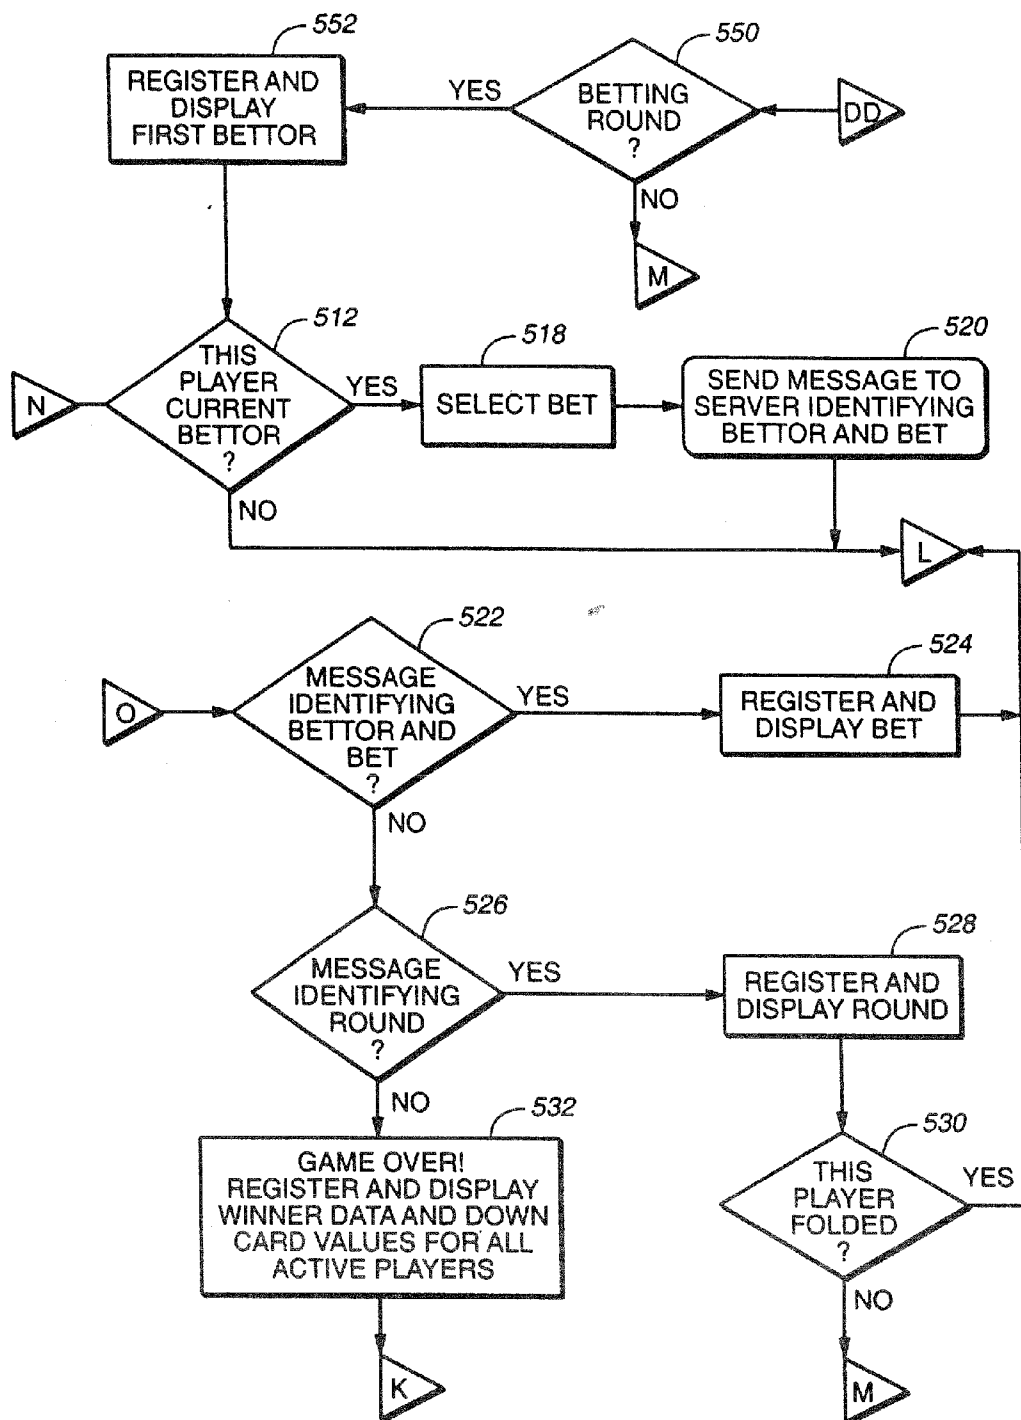 552
REGISTER AND
DISPLAY
FIRST BETTOR
YES
550
BETTING
ROUND
?
DD
NO
M
512
THIS
PLAYER
CURRENT
BETTOR
?
N
YES
518
SELECT BET
520
SEND MESSAGE TO
SERVER IDENTIFYING
BETTOR AND BET
NO
L
522
MESSAGE
IDENTIFYING
BETTOR AND
BET
?
O
YES
524
REGISTER AND
DISPLAY BET
NO
526
MESSAGE
IDENTIFYING
ROUND
?
YES
528
REGISTER AND
DISPLAY ROUND
NO
532
GAME OVER!
REGISTER AND DISPLAY
WINNER DATA AND DOWN
CARD VALUES FOR ALL
ACTIVE PLAYERS
530
THIS
PLAYER
FOLDED
?
YES
NO
K
M